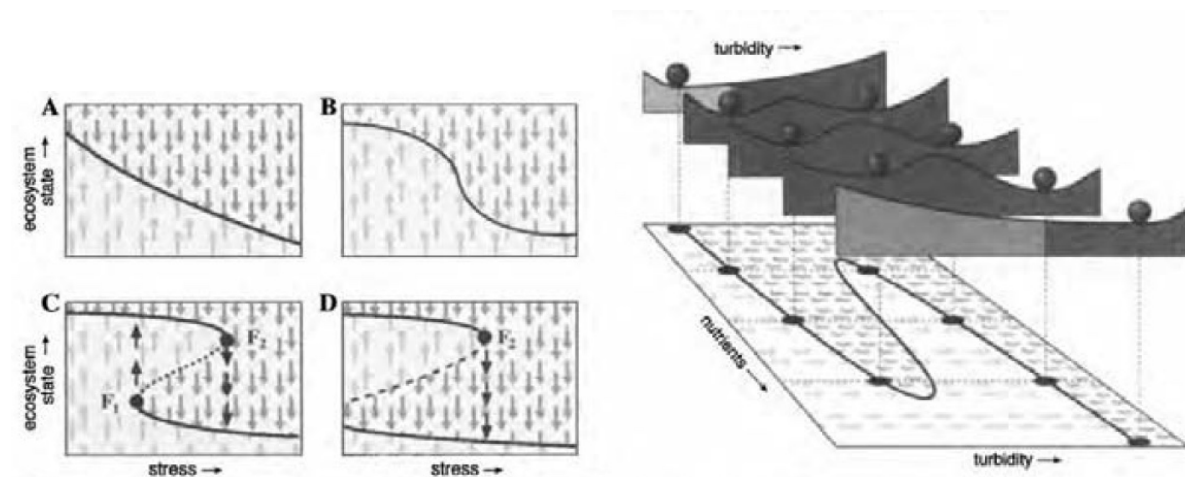 A
B
ecosystem
state →
C
D
F₂
F₂
F₁
ecosystem
state →
stress →
stress →
turbidity →
nutrients →
turbidity →